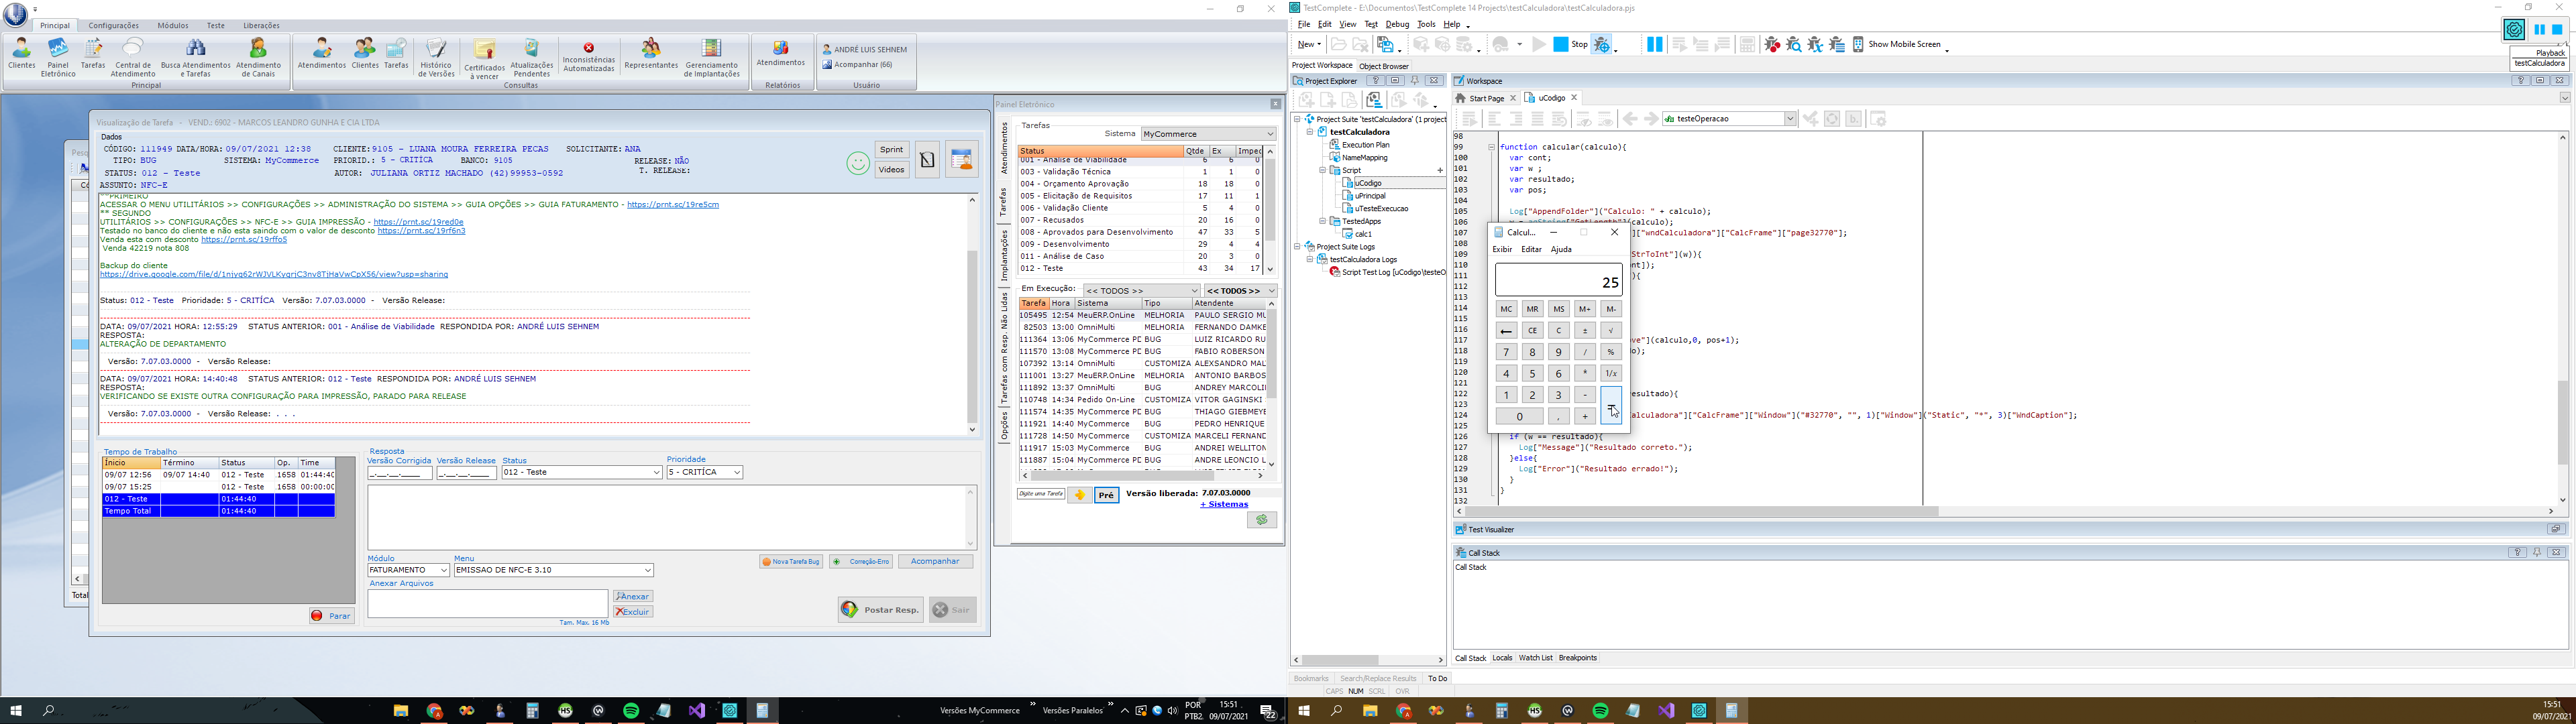 Principal Configurações Módulos Teste Liberações
Clientes Painel Eletrônico Tarefas Central de Atendimento Busca Atendimentos e Tarefas Atendimento de Canais
Principal
Atendimentos Clientes Tarefas Histórico de Versões Certificados à vencer Atualizações Pendentes Inconsistências Automatizadas Representantes Gerenciamento de Implantações
Consultas
Atendimentos
Relatórios
ANDRÉ LUIS SEHNEM
Acompanhar (66)
Usuário
Visualização de Tarefa - VEND.: 6902 - MARCOS LEANDRO GUNHA E CIA LTDA
Dados
CÓDIGO: 111949 DATA/HORA: 09/07/2021 12:38 CLIENTE: 9105 - LUANA MOURA FERREIRA PECAS SOLICITANTE: ANA
TIPO: BUG SISTEMA: MyCommerce PRIORID.: 5 - CRITÍCA BANCO: 9105 RELEASE: NÃO
STATUS: 012 - Teste AUTOR: JULIANA ORTIZ MACHADO (42)99953-0592 T. RELEASE:
ASSUNTO: NFC-E
Sprint
Videos
**PRIMEIRO
ACESSAR O MENU UTILITÁRIOS >> CONFIGURAÇÕES >> ADMINISTRAÇÃO DO SISTEMA >> GUIA OPÇÕES >> GUIA FATURAMENTO - https://prnt.sc/19re5cm
** SEGUNDO
UTILITÁRIOS >> CONFIGURAÇÕES >> NFC-E >> GUIA IMPRESSÃO - https://prnt.sc/19red0e
Testado no banco do cliente e não esta saindo com o valor de desconto https://prnt.sc/19rf6n3
Venda esta com desconto https://prnt.sc/19rffo5
Venda 42219 nota 808
Backup do cliente
https://drive.google.com/file/d/1njyq62rWJVLKyqrjC3nv8TjHaVwCpX56/view?usp=sharing
Status: 012 - Teste Prioridade: 5 - CRITÍCA Versão: 7.07.03.0000 - Versão Release:
DATA: 09/07/2021 HORA: 12:55:29 STATUS ANTERIOR: 001 - Análise de Viabilidade RESPONDIDA POR: ANDRÉ LUIS SEHNEM
RESPOSTA:
ALTERAÇÃO DE DEPARTAMENTO
Versão: 7.07.03.0000 - Versão Release:
DATA: 09/07/2021 HORA: 14:40:48 STATUS ANTERIOR: 012 - Teste RESPONDIDA POR: ANDRÉ LUIS SEHNEM
RESPOSTA:
VERIFICANDO SE EXISTE OUTRA CONFIGURAÇÃO PARA IMPRESSÃO, PARADO PARA RELEASE
Versão: 7.07.03.0000 - Versão Release: . . .
Tempo de Trabalho
Início Término Status Op. Time
09/07 12:56 09/07 14:40 012 - Teste 1658 01:44:40
09/07 15:25 012 - Teste 1658 00:00:00
012 - Teste 01:44:40
Tempo Total 01:44:40
Parar
Resposta
Versão Corrigida Versão Release Status Prioridade
012 - Teste 5 - CRITÍCA
Módulo Menu
FATURAMENTO EMISSAO DE NFC-E 3.10
Nova Tarefa Bug Correção-Erro Acompanhar
Anexar Arquivos
Anexar
Excluir
Tam. Max. 16 Mb
Postar Resp. Sair
Total
Painel Eletrônico
Atendimentos
Tarefas
Implantações
Tarefas com Resp. Não Lidas
Opções
Tarefas
Sistema MyCommerce
Status Qtde Ex Impec
001 - Análise de Viabilidade 6 6 0
003 - Validação Técnica 1 1 0
004 - Orçamento Aprovação 18 18 0
005 - Elicitação de Requisitos 17 11 1
006 - Validação Cliente 5 4 0
007 - Recusados 20 16 0
008 - Aprovados para Desenvolvimento 47 33 5
009 - Desenvolvimento 29 4 4
011 - Análise de Caso 20 3 0
012 - Teste 43 34 17
Em Execução: << TODOS >> << TODOS >>
Tarefa Hora Sistema Tipo Atendente
105495 12:54 MeuERP.OnLine MELHORIA PAULO SERGIO MU
82503 13:00 OmniMulti MELHORIA FERNANDO DAMKE
111364 13:06 MyCommerce PD BUG LUIZ RICARDO RU
111570 13:08 MyCommerce PD BUG FABIO ROBERSON
107392 13:14 OmniMulti CUSTOMIZA ALEXSANDRO MAL
111001 13:27 MeuERP.OnLine MELHORIA ANTONIO BARBOS
111892 13:37 OmniMulti BUG ANDREY MARCOLIN
110748 14:34 Pedido On-Line CUSTOMIZA VITOR GAGINSKI
111574 14:35 MyCommerce PD BUG THIAGO GIEBMEYE
111921 14:40 MyCommerce BUG PEDRO HENRIQUE
111728 14:50 MyCommerce CUSTOMIZA MARCELI FERNAND
111917 15:03 MyCommerce BUG ANDREI WELLITON
111887 15:04 MyCommerce PD BUG ANDRE LEONCIO L
Digite uma Tarefa Pré Versão liberada: 7.07.03.0000
+ Sistemas
Versões MyCommerce Versões Paralelos POR PTB2 15:51 09/07/2021 22
TestComplete - E:\Documentos\TestComplete 14 Projects\testCalculadora\testCalculadora.pjs
File Edit View Test Debug Tools Help
New Stop Show Mobile Screen
Playback
testCalculadora
Project Workspace Object Browser
Project Explorer
Project Suite 'testCalculadora' (1 project
testCalculadora
Execution Plan
NameMapping
Script
uCodigo
uPrincipal
uTesteExecucao
TestedApps
calc1
Project Suite Logs
testCalculadora Logs
Script Test Log [uCodigo\testeO
Workspace
Start Page uCodigo
testeOperacao
98
99 function calcular(calculo){
100 var cont;
101 var w ;
102 var resultado;
103 var pos;
104
105 Log["AppendFolder"]("Calculo: " + calculo);
106 calculo);
107 ["wndCalculadora"]["CalcFrame"]["page32770"];
108
109 StrToInt"](w)){
110 nt]);
111 ){
112
113
114
115
116
117 ve"](calculo,0, pos+1);
118 o);
119
120
121
122 esultado){
123
124 alculadora"]["CalcFrame"]["Window"]("#32770", "", 1)["Window"]("Static", "*", 3)["WndCaption"];
125
126 if (w == resultado){
127 Log["Message"]("Resultado correto.");
128 }else{
129 Log["Error"]("Resultado errado!");
130 }
131 }
132
Calcul...
Exibir Editar Ajuda
25
MC MR MS M+ M-
← CE C ± √
7 8 9 / %
4 5 6 * 1/x
1 2 3 - =
0 . +
Test Visualizer
Call Stack
Call Stack
Call Stack Locals Watch List Breakpoints
Bookmarks Search/Replace Results To Do
CAPS NUM SCRL OVR
15:51
09/07/2021